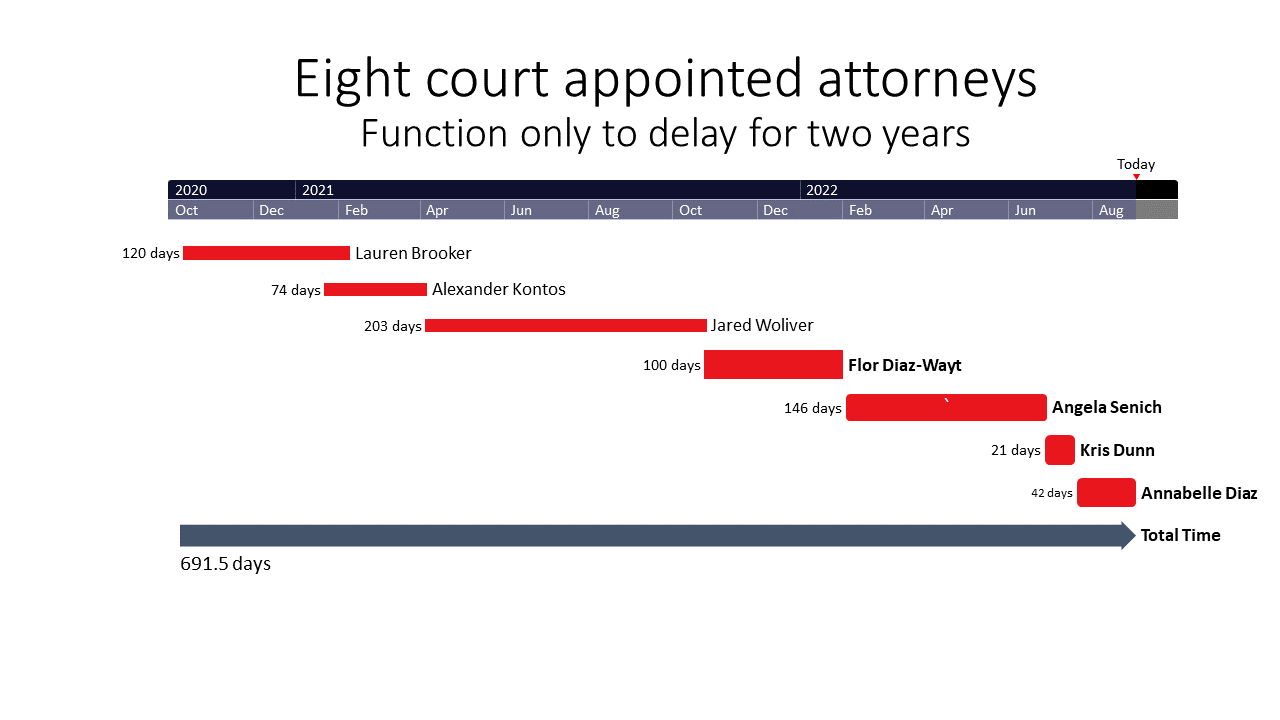 Eight court appointed attorneys
Function only to delay for two years
Today
2020 2021 2022
Oct Dec Feb Apr Jun Aug Oct Dec Feb Apr Jun Aug
120 days Lauren Brooker
74 days Alexander Kontos
203 days Jared Woliver
100 days Flor Diaz-Wayt
146 days ` Angela Senich
21 days Kris Dunn
42 days Annabelle Diaz
Total Time
691.5 days